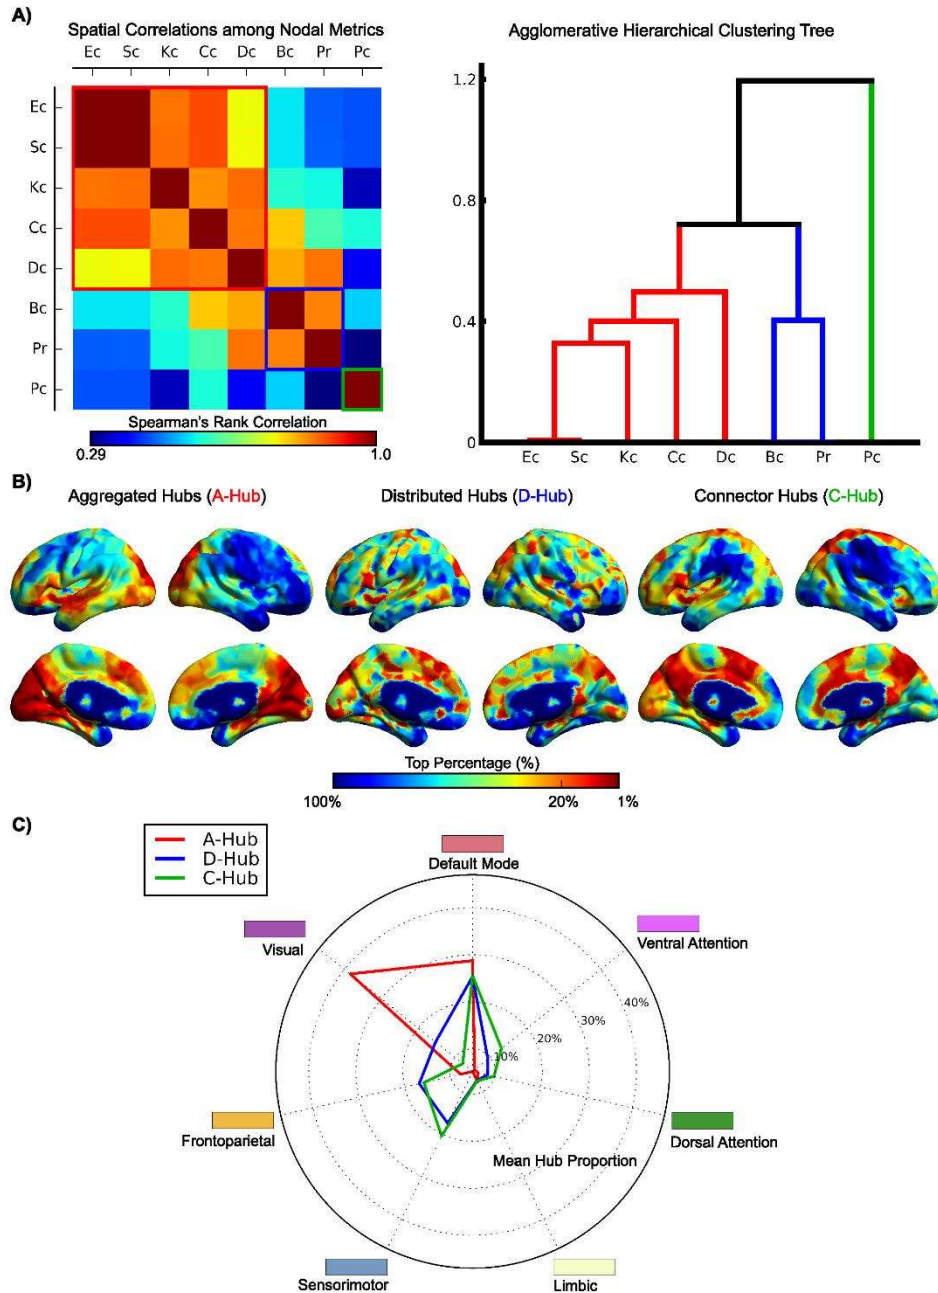 A)
Spatial Correlations among Nodal Metrics
Ec Sc Kc Cc Dc Bc Pr Pc
Ec
Sc
Kc
Cc
Dc
Bc
Pr
Pc
Spearman's Rank Correlation
0.29 1.0
Agglomerative Hierarchical Clustering Tree
1.2
0.8
0.4
0
Ec Sc Kc Cc Dc Bc Pr Pc
B)
Aggregated Hubs (A-Hub) Distributed Hubs (D-Hub) Connector Hubs (C-Hub)
Top Percentage (%)
100% 20% 1%
C)
A-Hub
D-Hub
C-Hub
Default Mode
Visual
Ventral Attention
40%
30%
20%
10%
Frontoparietal
Dorsal Attention
Mean Hub Proportion
Sensorimotor
Limbic